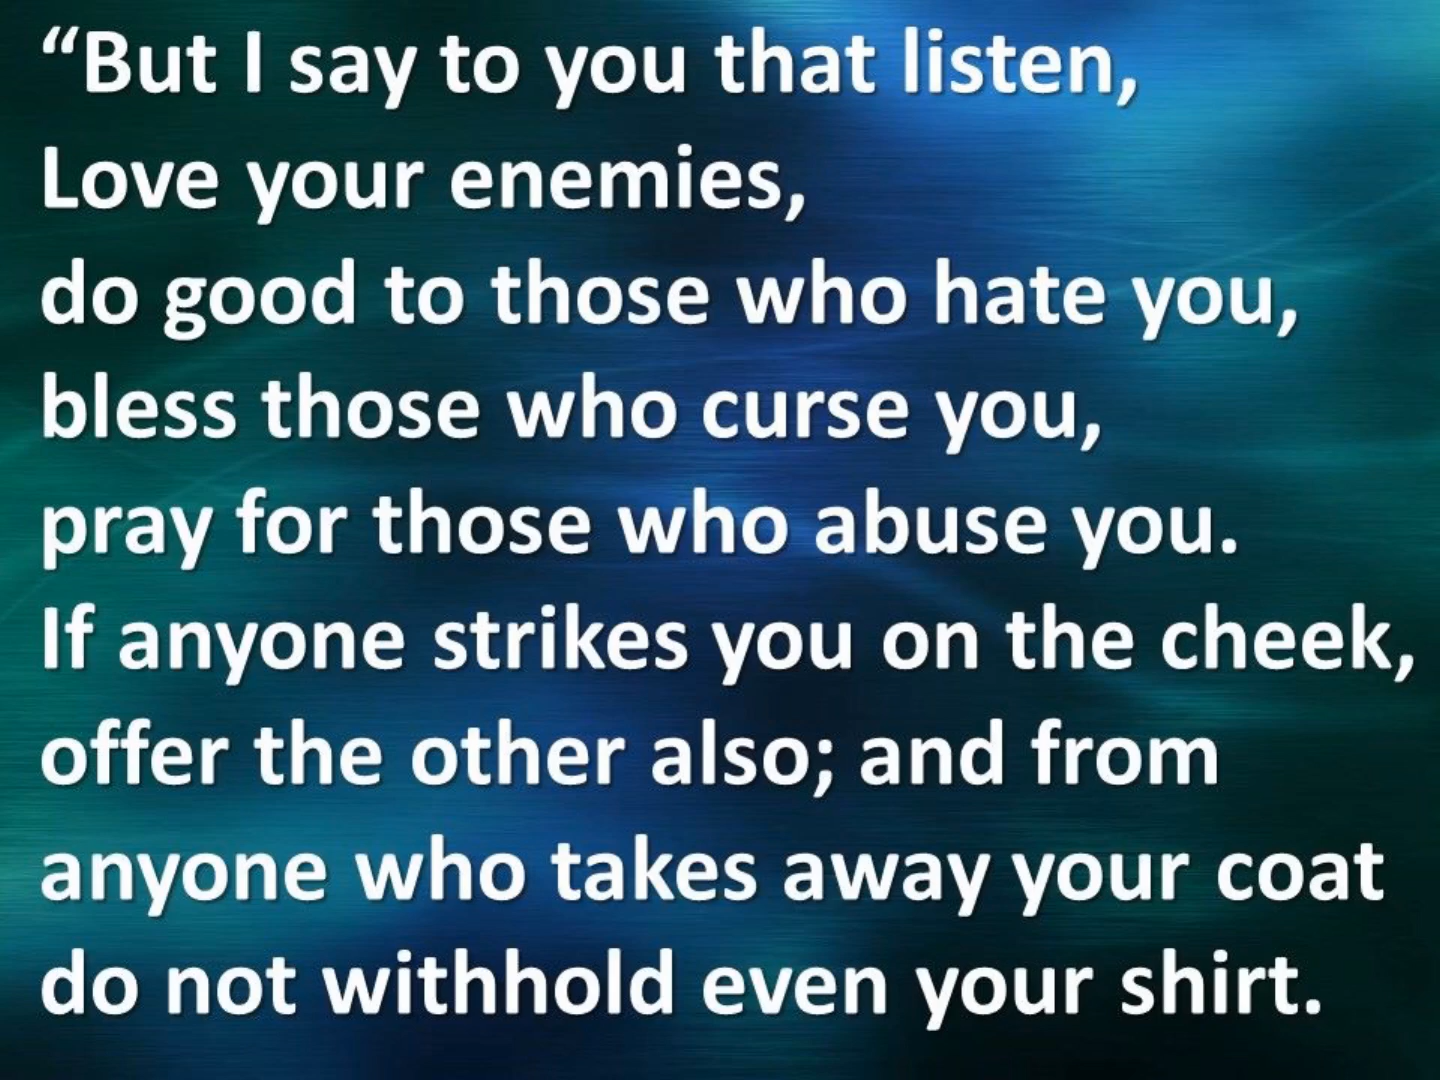 “But I say to you that listen,
Love your enemies,
do good to those who hate you,
bless those who curse you,
pray for those who abuse you.
If anyone strikes you on the cheek,
offer the other also; and from
anyone who takes away your coat
do not withhold even your shirt.